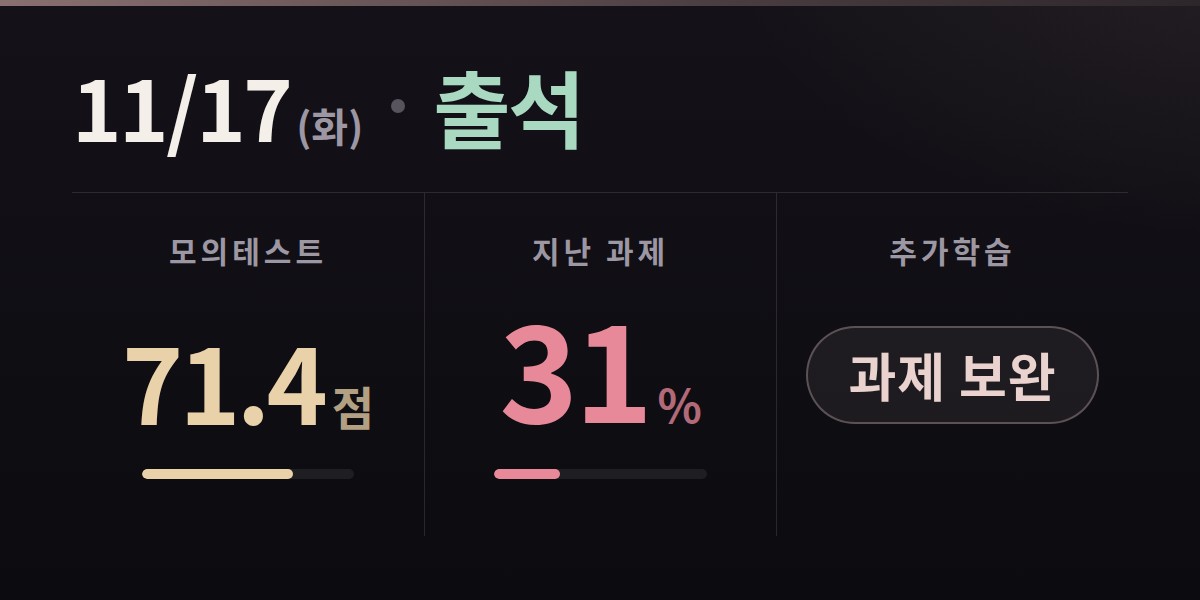 11/17 (화) • 출석
모의테스트
71.4점
지난 과제
31%
추가학습
과제 보완